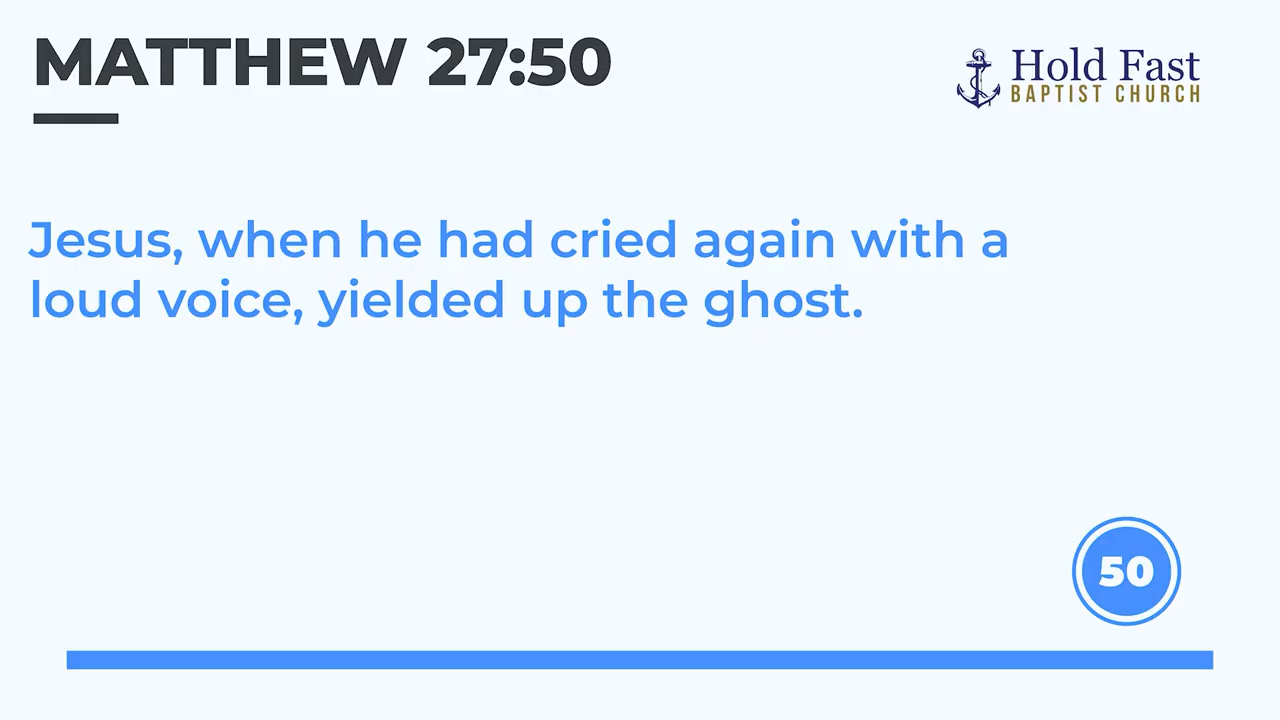 MATTHEW 27:50
Hold Fast
BAPTIST CHURCH
Jesus, when he had cried again with a
loud voice, yielded up the ghost.
50